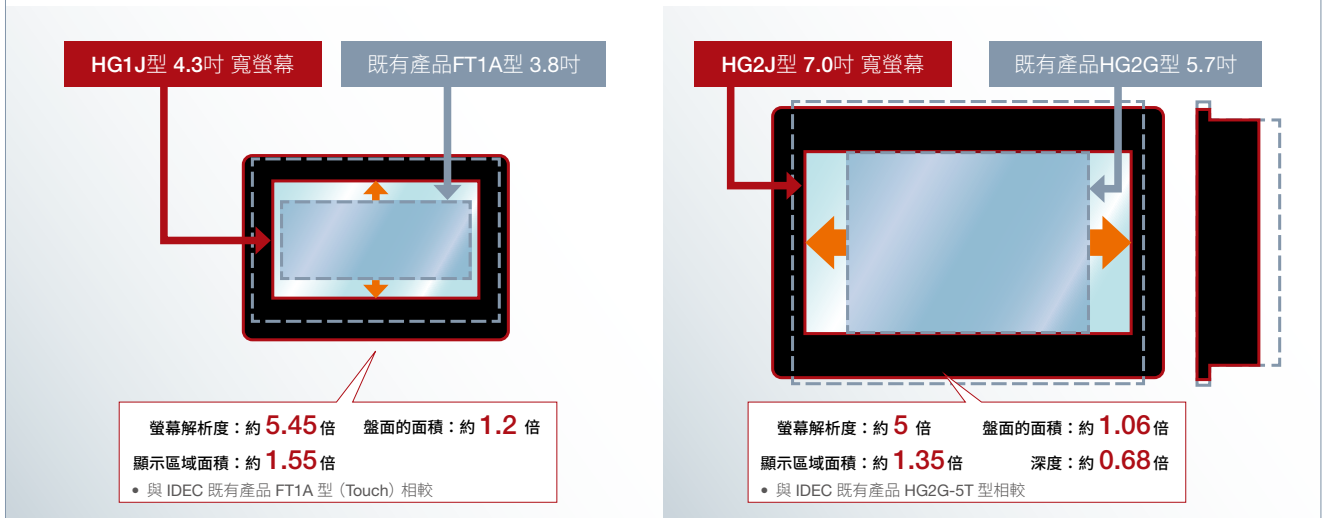 HG1J型 4.3吋 寬螢幕
既有產品FT1A型 3.8吋
螢幕解析度：約 5.45 倍 盤面的面積：約 1.2 倍
顯示區域面積：約 1.55 倍
• 與 IDEC 既有產品 FT1A 型（Touch）相較
HG2J型 7.0吋 寬螢幕
既有產品HG2G型 5.7吋
螢幕解析度：約 5 倍 盤面的面積：約 1.06 倍
顯示區域面積：約 1.35 倍 深度：約 0.68 倍
• 與 IDEC 既有產品 HG2G-5T 型相較